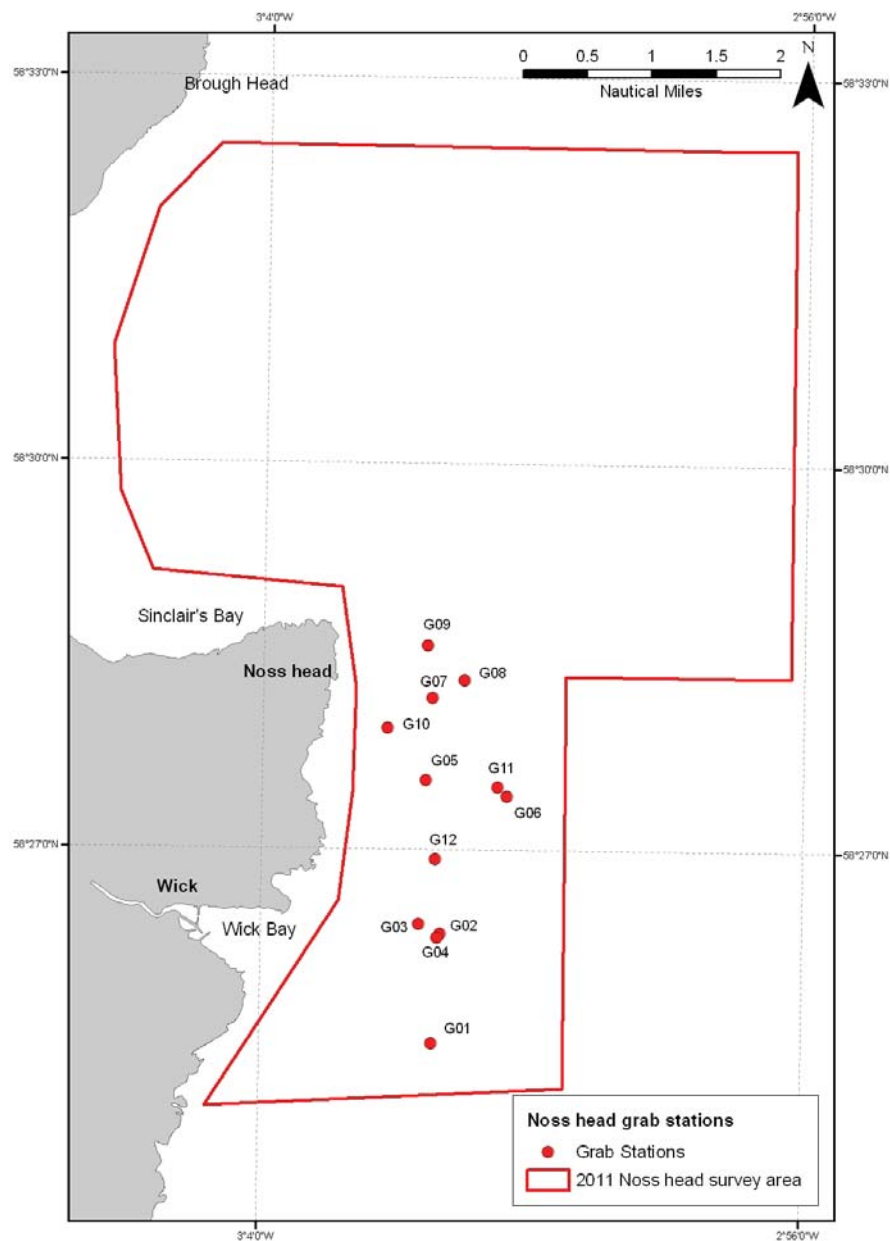 3°4'0"W
2°56'0"W
58°33'0"N
58°33'0"N
Brough Head
0 0.5 1 1.5 2
Nautical Miles
N
58°30'0"N
58°30'0"N
Sinclair's Bay
Noss head
G09
G08
G07
G10
G05
G11
G06
58°27'0"N
58°27'0"N
G12
Wick
Wick Bay
G03
G02
G04
G01
Noss head grab stations
Grab Stations
2011 Noss head survey area
3°4'0"W
2°56'0"W